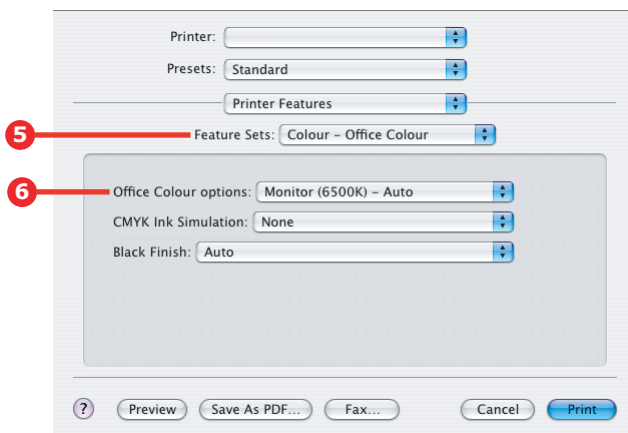 Printer:
Presets: Standard
Printer Features
5 Feature Sets: Colour – Office Colour
6 Office Colour options: Monitor (6500K) – Auto
CMYK Ink Simulation: None
Black Finish: Auto
? Preview Save As PDF... Fax... Cancel Print